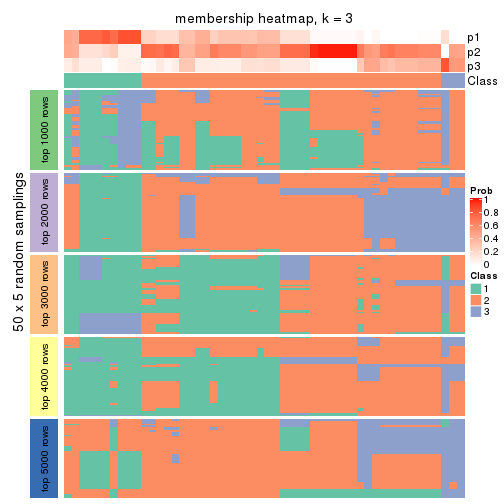 membership heatmap, k = 3
p1
p2
p3
Class
50 x 5 random samplings
top 1000 rows
top 2000 rows
top 3000 rows
top 4000 rows
top 5000 rows
Prob
1
0.8
0.6
0.4
0.2
0
Class
1
2
3